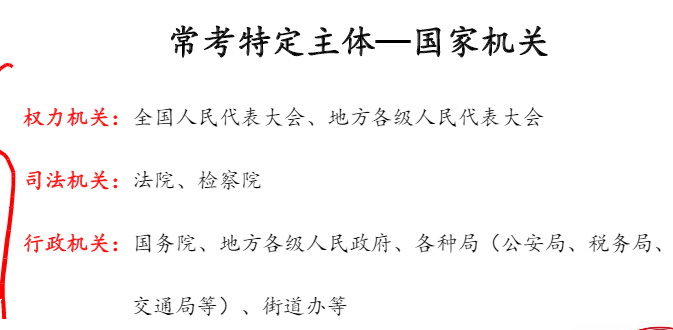 常考特定主体—国家机关
权力机关：全国人民代表大会、地方各级人民代表大会
司法机关：法院、检察院
行政机关：国务院、地方各级人民政府、各种局（公安局、税务局、
交通局等）、街道办等